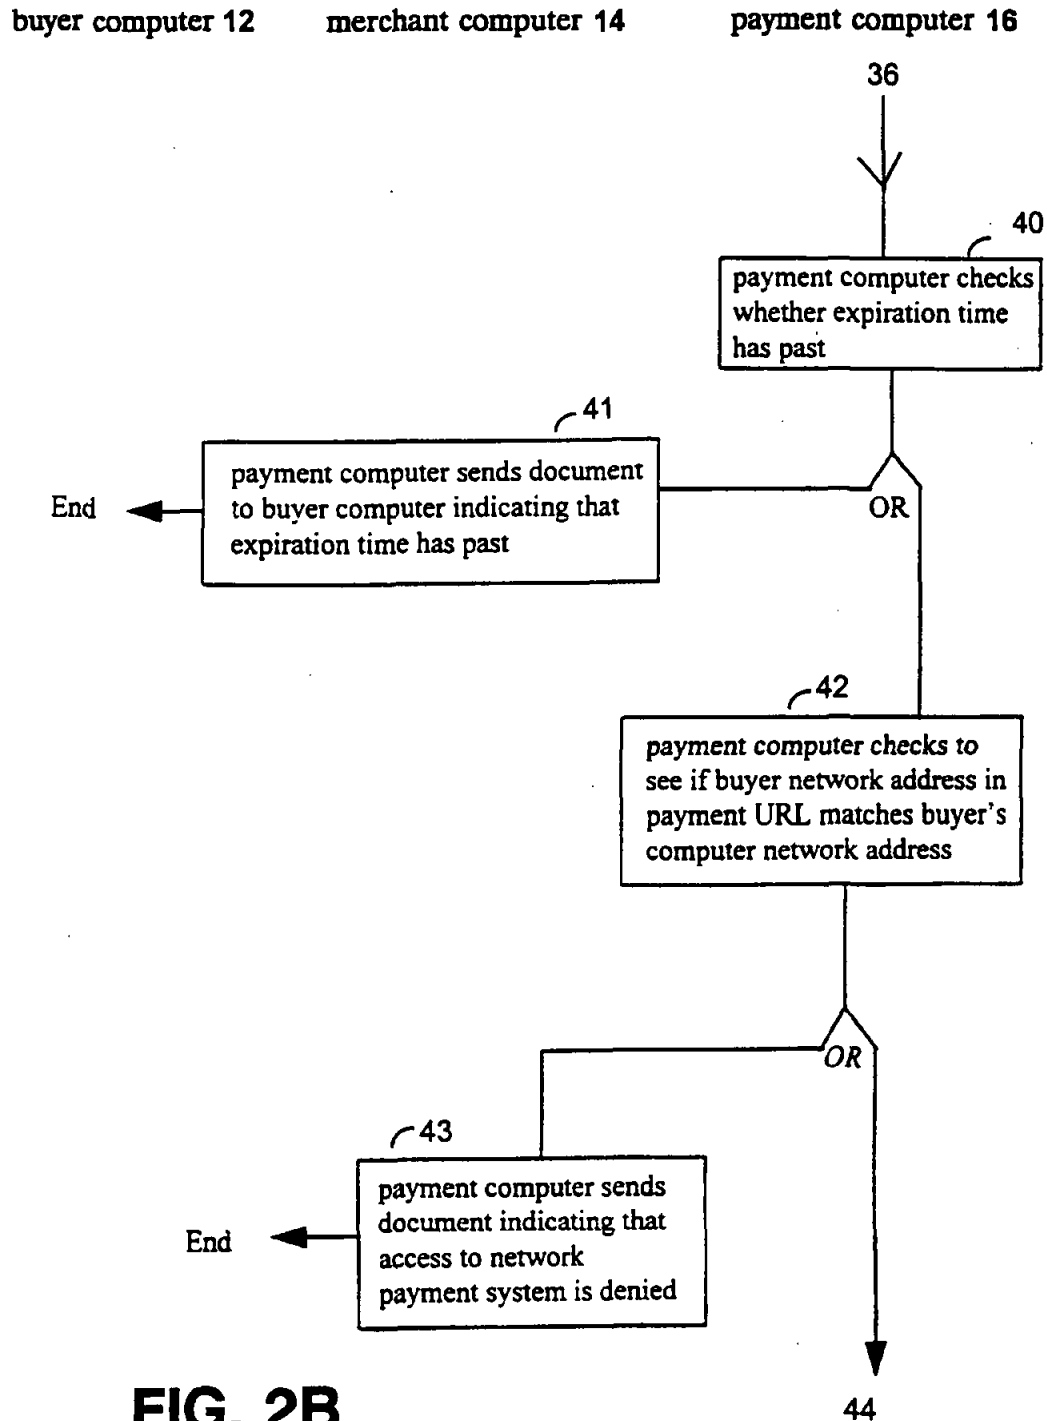 buyer computer 12 merchant computer 14 payment computer 16
36
40
payment computer checks
whether expiration time
has past
41
payment computer sends document
to buyer computer indicating that
expiration time has past
End
OR
42
payment computer checks to
see if buyer network address in
payment URL matches buyer's
computer network address
OR
43
payment computer sends
document indicating that
access to network
payment system is denied
End
44
FIG. 2B